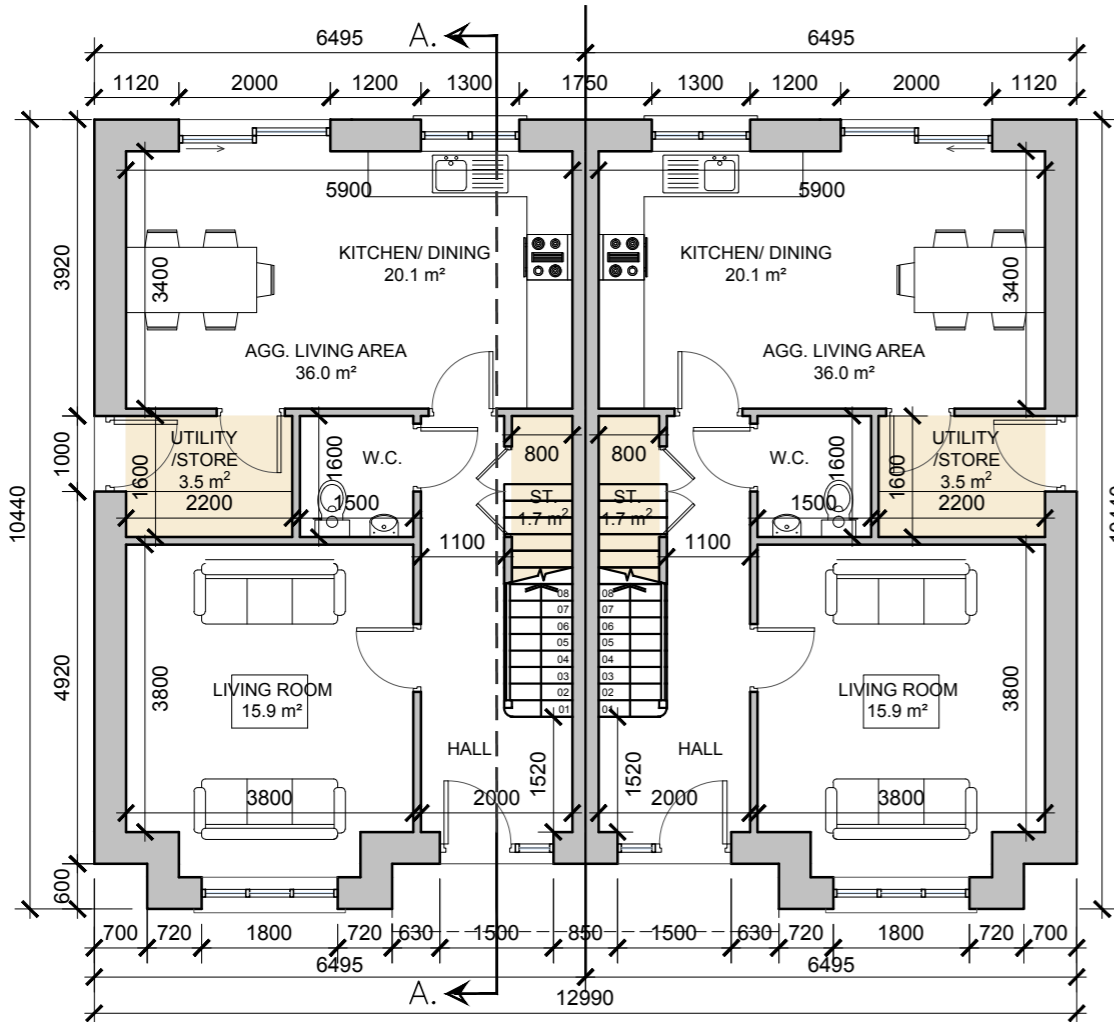 A.
6495
6495
1120
2000
1200
1300
1750
1300
1200
2000
1120
5900
5900
KITCHEN/ DINING
20.1 m²
KITCHEN/ DINING
20.1 m²
3920
3400
3400
AGG. LIVING AREA
36.0 m²
AGG. LIVING AREA
36.0 m²
UTILITY
/STORE
3.5 m²
2200
1600
1600
W.C.
1500
800
800
ST.
1.7 m²
ST.
1.7 m²
W.C.
1500
1600
1600
UTILITY
/STORE
3.5 m²
2200
1000
10440
10440
1100
1100
08
07
06
05
04
03
02
01
08
07
06
05
04
03
02
01
4920
3800
LIVING ROOM
15.9 m²
LIVING ROOM
15.9 m²
3800
HALL
HALL
1520
1520
3800
2000
2000
3800
600
700
720
1800
720
630
1500
850
1500
630
720
1800
720
700
6495
6495
A.
12990